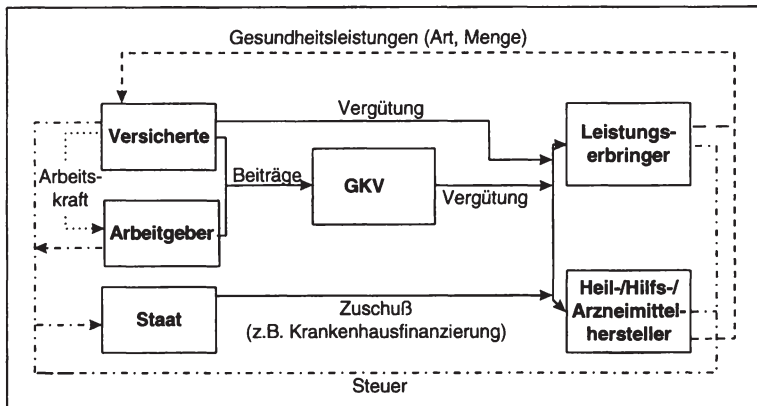 Gesundheitsleistungen (Art, Menge)
Versicherte
Vergütung
Leistungs-
erbringer
Arbeits-
kraft
Beiträge
GKV
Vergütung
Arbeitgeber
Staat
Zuschuß
(z.B. Krankenhausfinanzierung)
Heil-/Hilfs-/
Arzneimittel-
hersteller
Steuer